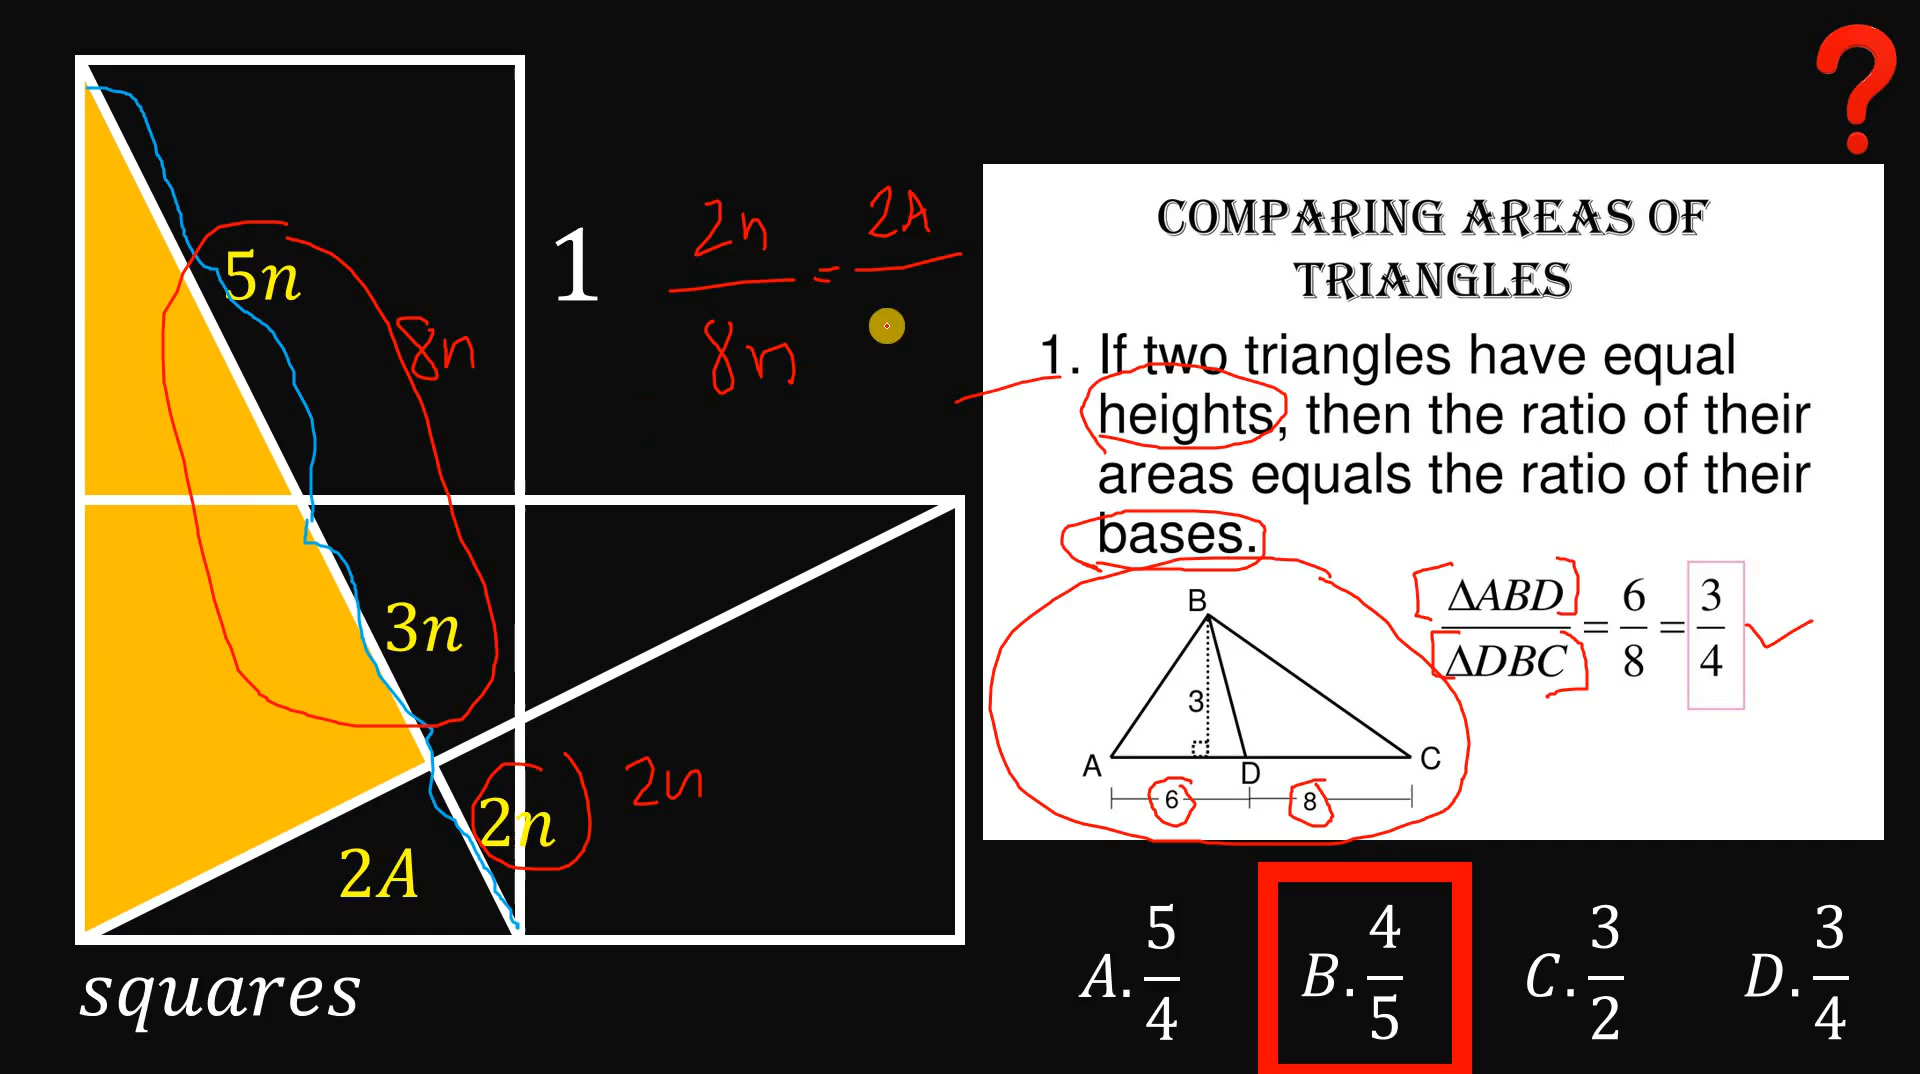 5n
8n
3n
2n
2n
2A
squares
1
2n
8n
=
2A
❓
COMPARING AREAS OF
TRIANGLES
1. If two triangles have equal
heights, then the ratio of their
areas equals the ratio of their
bases.
B
3
A
D
C
6
8
ΔABD/ΔDBC = 6/8 = 3/4
A. 5/4
B. 4/5
C. 3/2
D. 3/4